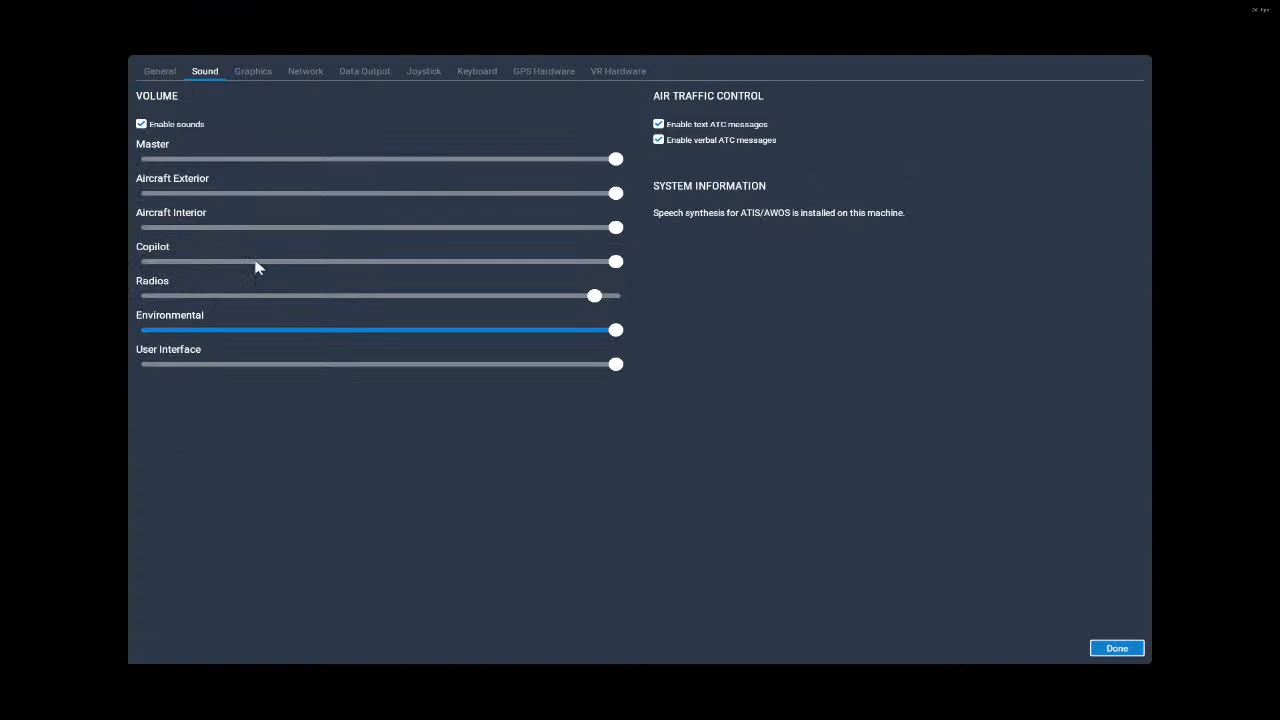 26 fps
General Sound Graphics Network Data Output Joystick Keyboard GPS Hardware VR Hardware
VOLUME
Enable sounds
Master
Aircraft Exterior
Aircraft Interior
Copilot
Radios
Environmental
User Interface
AIR TRAFFIC CONTROL
Enable text ATC messages
Enable verbal ATC messages
SYSTEM INFORMATION
Speech synthesis for ATIS/AWOS is installed on this machine.
Done